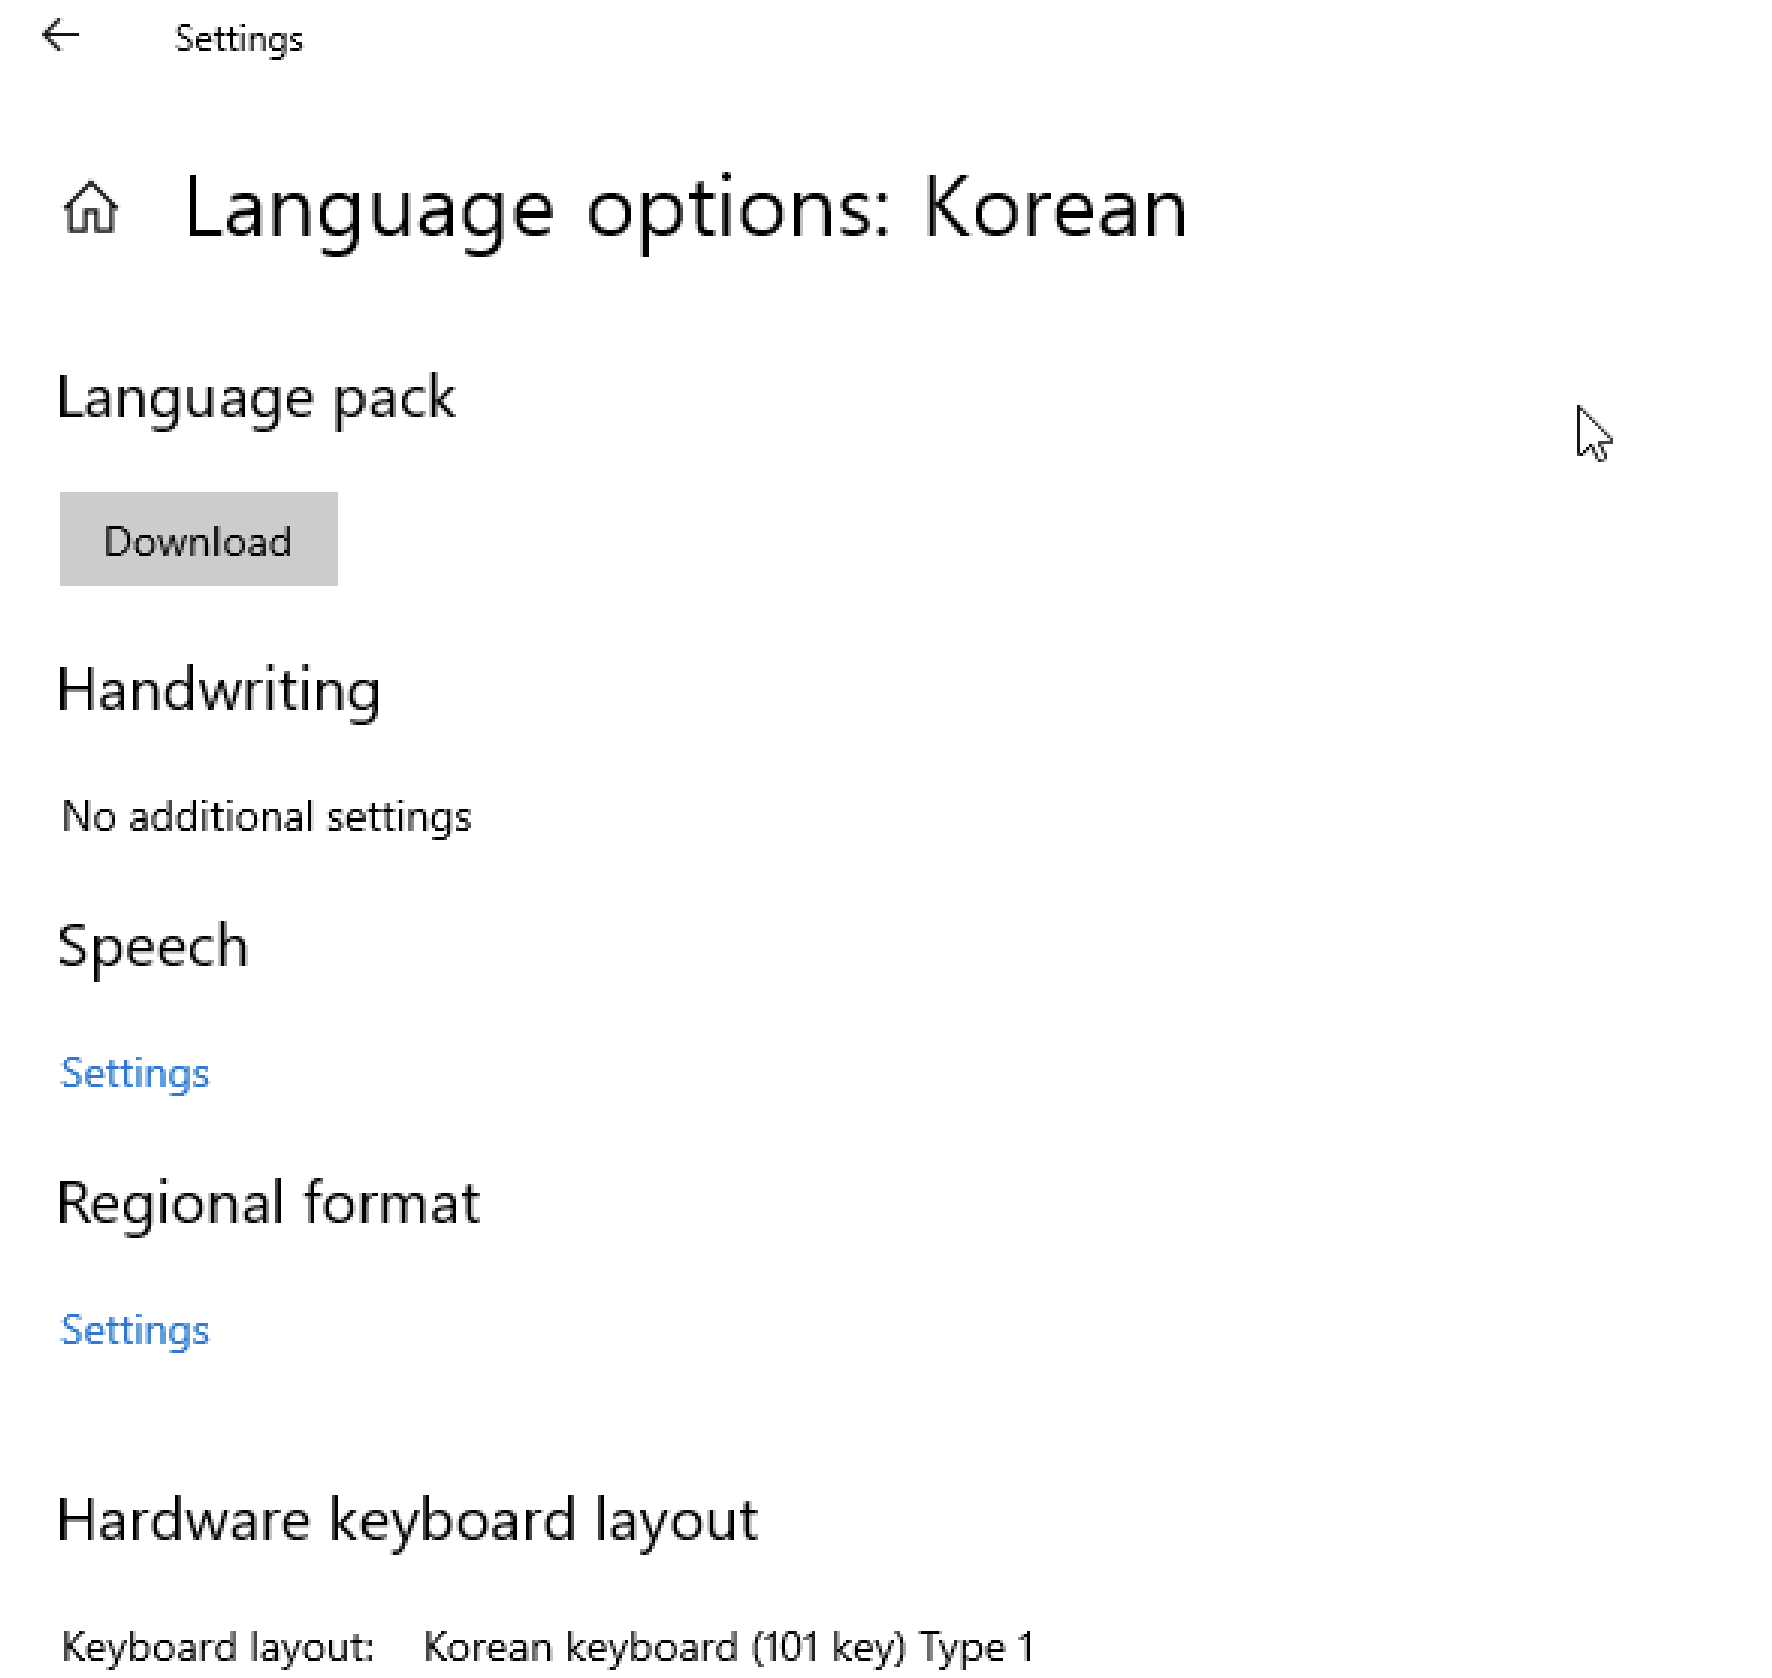 Settings
Language options: Korean
Language pack
Download
Handwriting
No additional settings
Speech
Settings
Regional format
Settings
Hardware keyboard layout
Keyboard layout: Korean keyboard (101 key) Type 1